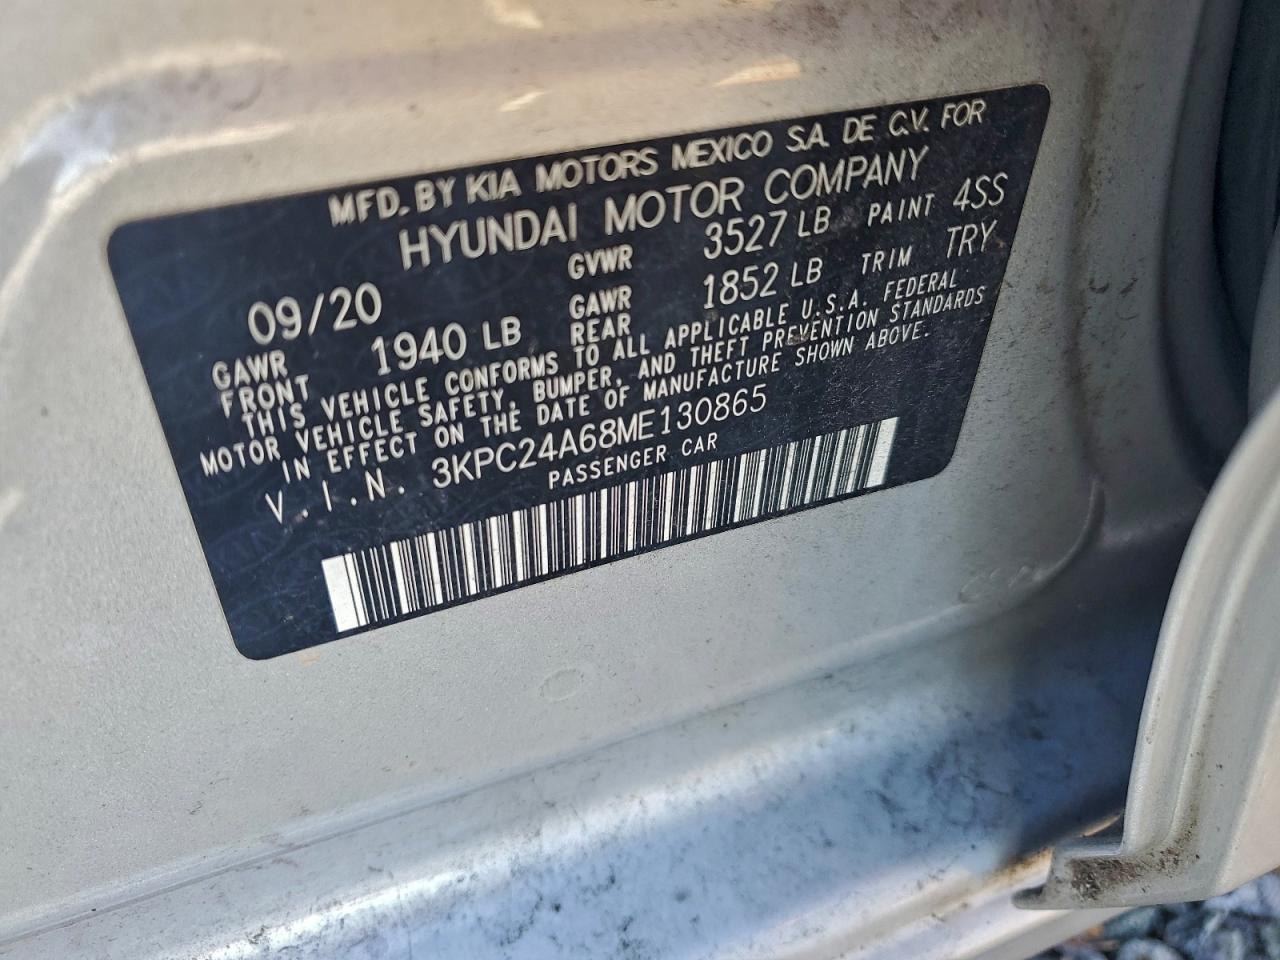 MFD. BY KIA MOTORS MEXICO S.A. DE C.V. FOR
HYUNDAI MOTOR COMPANY
09/20 GVWR 3527 LB PAINT 4SS
GAWR FRONT 1940 LB GAWR REAR 1852 LB TRIM TRY
THIS VEHICLE CONFORMS TO ALL APPLICABLE U.S.A. FEDERAL
MOTOR VEHICLE SAFETY, BUMPER, AND THEFT PREVENTION STANDARDS
IN EFFECT ON THE DATE OF MANUFACTURE SHOWN ABOVE.
V.I.N. 3KPC24A68ME130865
PASSENGER CAR